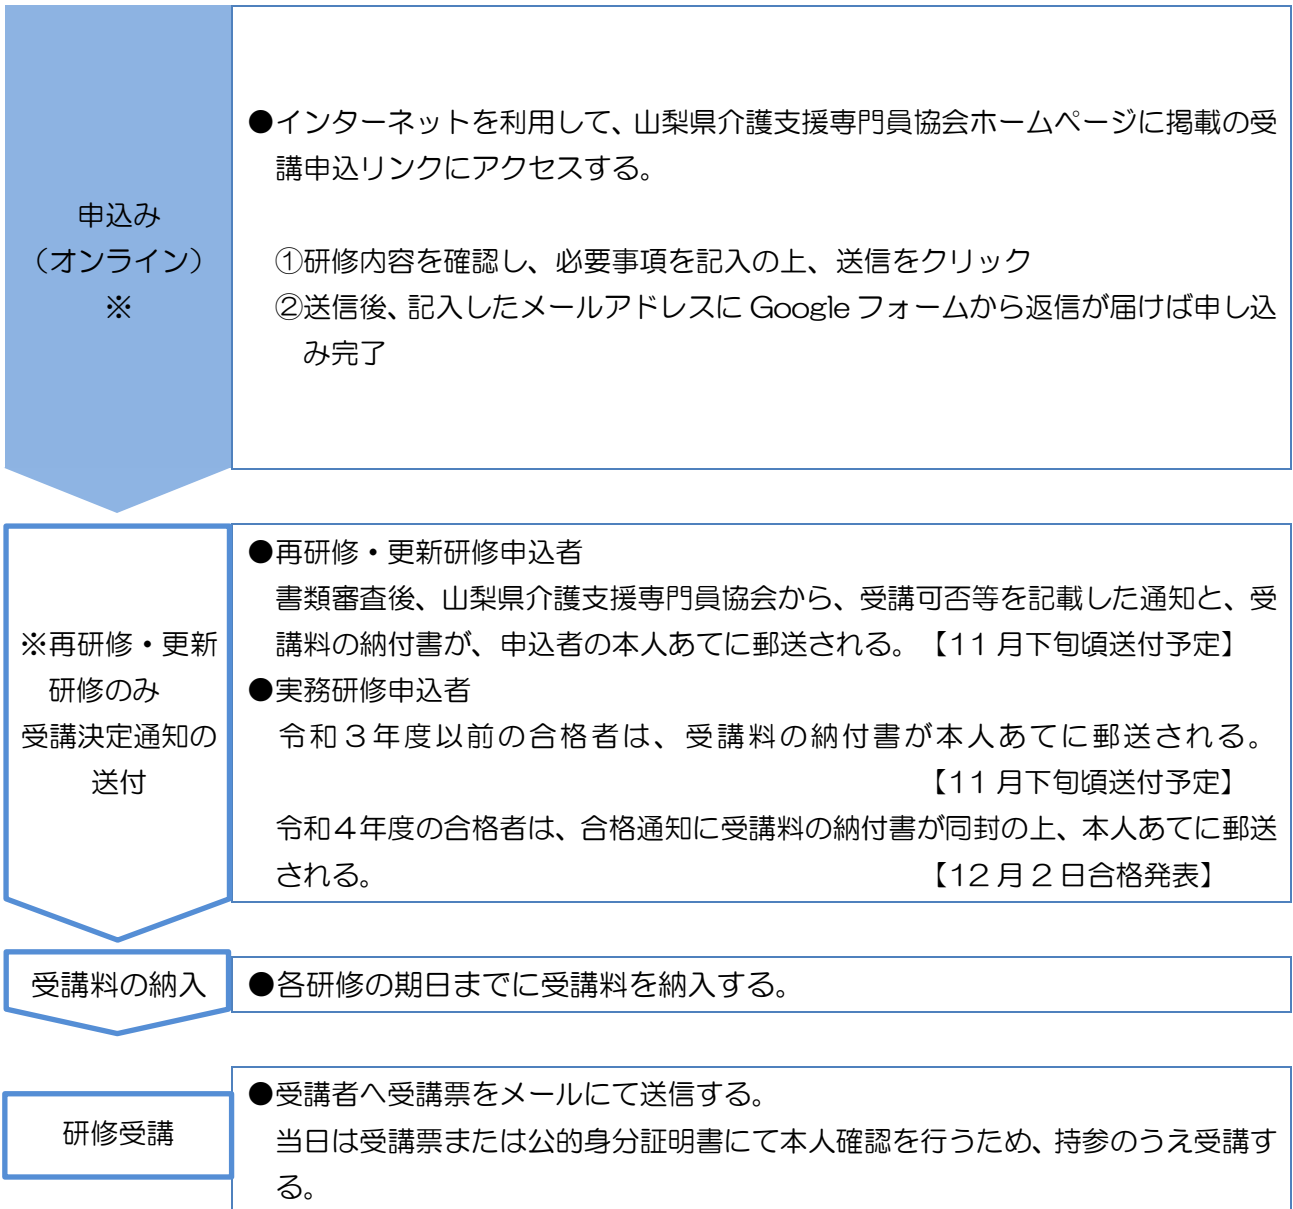 申込み
（オンライン）
※
●インターネットを利用して、山梨県介護支援専門員協会ホームページに掲載の受
講申込リンクにアクセスする。
①研修内容を確認し、必要事項を記入の上、送信をクリック
②送信後、記入したメールアドレスに Google フォームから返信が届けば申し込
み完了
※再研修・更新
研修のみ
受講決定通知の
送付
●再研修・更新研修申込者
書類審査後、山梨県介護支援専門員協会から、受講可否等を記載した通知と、受
講料の納付書が、申込者の本人あてに郵送される。【11 月下旬頃送付予定】
●実務研修申込者
令和３年度以前の合格者は、受講料の納付書が本人あてに郵送される。
【11 月下旬頃送付予定】
令和４年度の合格者は、合格通知に受講料の納付書が同封の上、本人あてに郵送
される。 【12 月 2 日合格発表】
受講料の納入
●各研修の期日までに受講料を納入する。
研修受講
●受講者へ受講票をメールにて送信する。
当日は受講票または公的身分証明書にて本人確認を行うため、持参のうえ受講す
る。